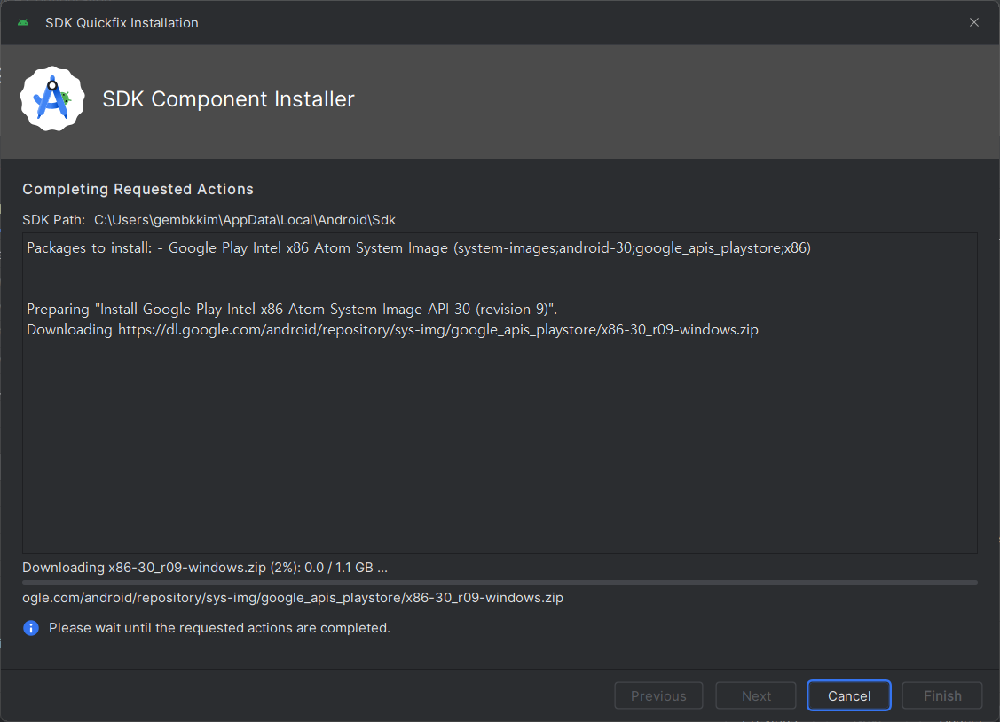 SDK Quickfix Installation
SDK Component Installer
Completing Requested Actions
SDK Path: C:\Users\gembkkim\AppData\Local\Android\Sdk
Packages to install: - Google Play Intel x86 Atom System Image (system-images;android-30;google_apis_playstore;x86)
Preparing "Install Google Play Intel x86 Atom System Image API 30 (revision 9)".
Downloading https://dl.google.com/android/repository/sys-img/google_apis_playstore/x86-30_r09-windows.zip
Downloading x86-30_r09-windows.zip (2%): 0.0 / 1.1 GB ...
ogle.com/android/repository/sys-img/google_apis_playstore/x86-30_r09-windows.zip
Please wait until the requested actions are completed.
Previous Next Cancel Finish